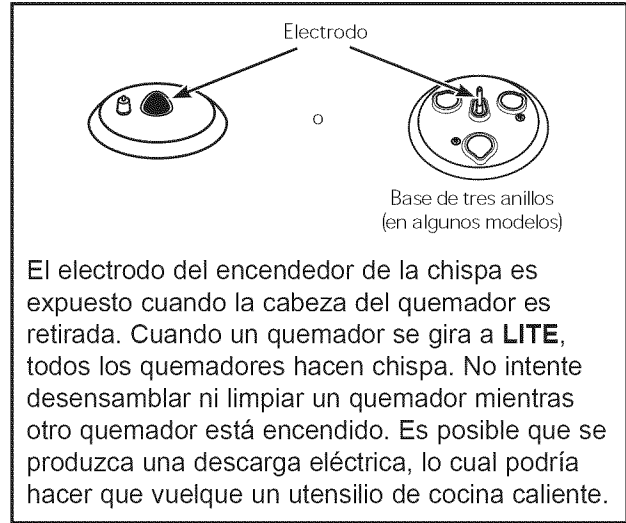 Electrodo
o
Base de tres anillos
(en algunos modelos)
El electrodo del encendedor de la chispa es
expuesto cuando la cabeza del quemador es
retirada. Cuando un quemador se gira a LITE,
todos los quemadores hacen chispa. No intente
desensamblar ni limpiar un quemador mientras
otro quemador está encendido. Es posible que se
produzca una descarga eléctrica, lo cual podría
hacer que vuelque un utensilio de cocina caliente.